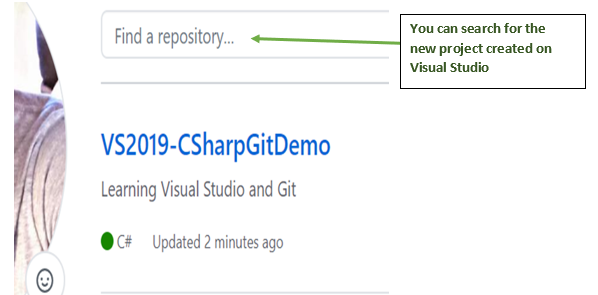 Find a repository...
You can search for the
new project created on
Visual Studio
VS2019-CSharpGitDemo
Learning Visual Studio and Git
C# Updated 2 minutes ago